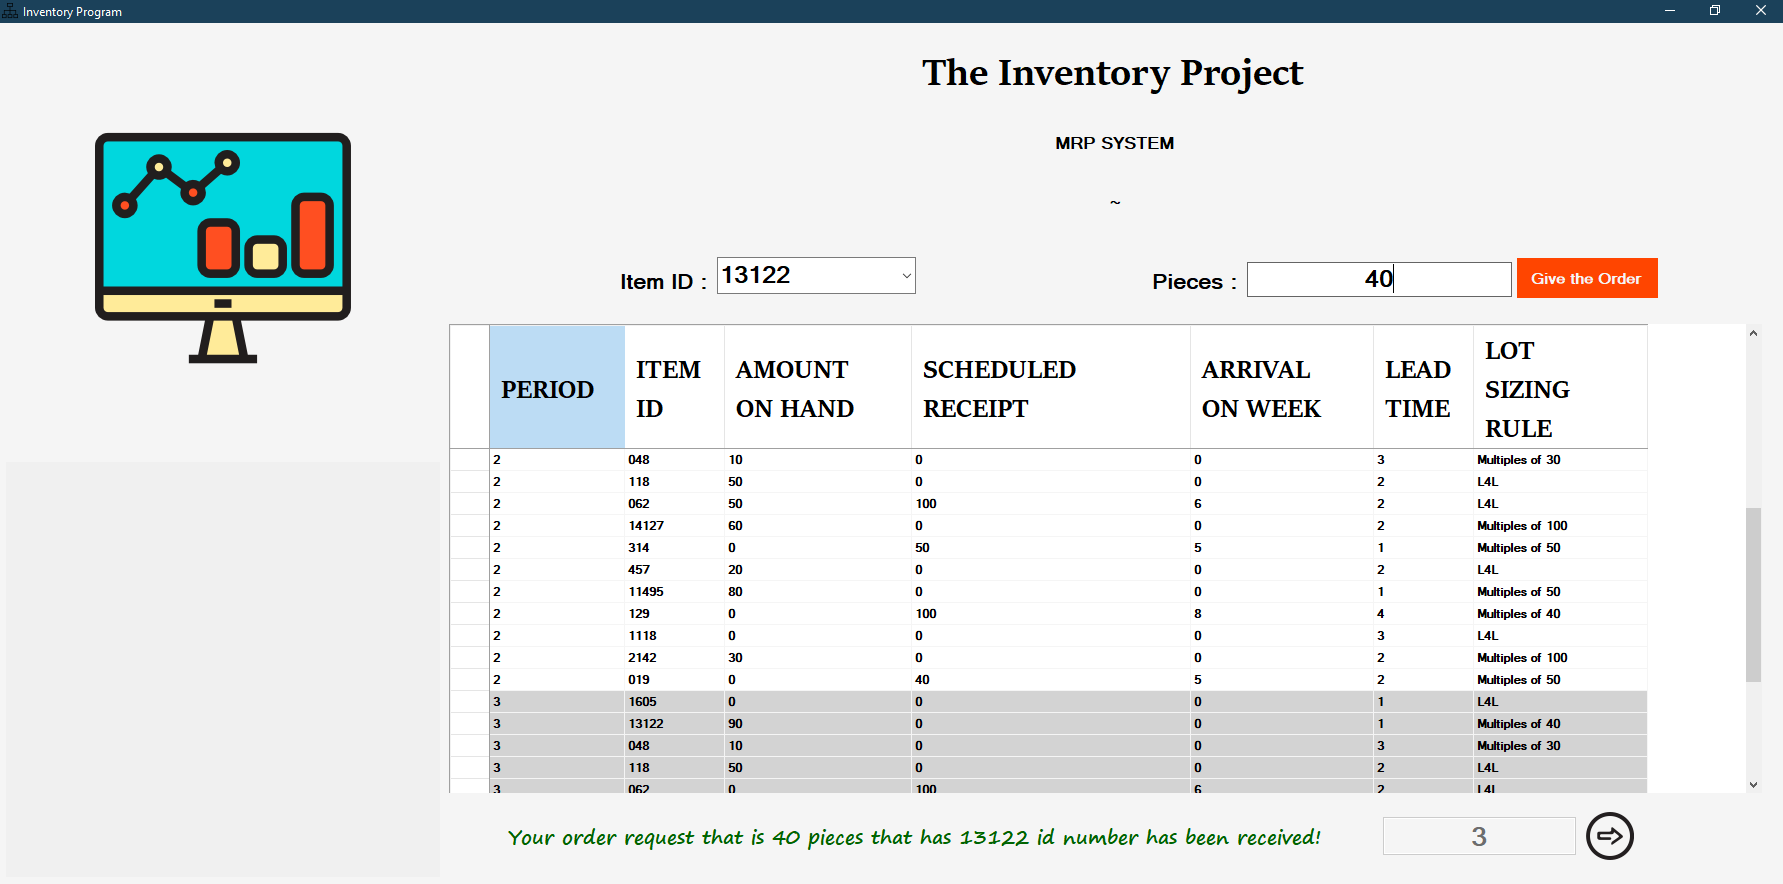 Inventory Program
The Inventory Project
MRP SYSTEM
~
Item ID : 13122 Pieces : 40 Give the Order
PERIOD ITEM ID AMOUNT ON HAND SCHEDULED RECEIPT ARRIVAL ON WEEK LEAD TIME LOT SIZING RULE
2 048 10 0 0 3 Multiples of 30
2 118 50 0 0 2 L4L
2 062 50 100 6 2 L4L
2 14127 60 0 0 2 Multiples of 100
2 314 0 50 5 1 Multiples of 50
2 457 20 0 0 2 L4L
2 11495 80 0 0 1 Multiples of 50
2 129 0 100 8 4 Multiples of 40
2 1118 0 0 0 3 L4L
2 2142 30 0 0 2 Multiples of 100
2 019 0 40 5 2 Multiples of 50
3 1605 0 0 0 1 L4L
3 13122 90 0 0 1 Multiples of 40
3 048 10 0 0 3 Multiples of 30
3 118 50 0 0 2 L4L
3 062 0 100 6 2 L4L
Your order request that is 40 pieces that has 13122 id number has been received! 3